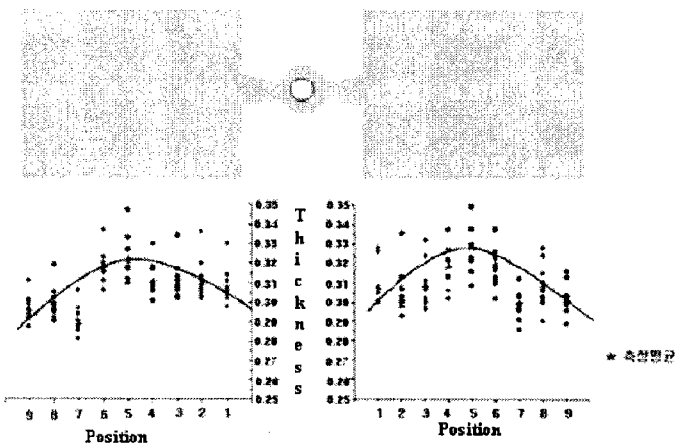 0.35 0.35
0.34 0.34
0.33 0.33
0.32 0.32
0.31 0.31
0.30 0.30
0.29 0.29
0.28 0.28
0.27 0.27
0.26 0.26
0.25 0.25
Thickness
9 8 7 6 5 4 3 2 1
1 2 3 4 5 6 7 8 9
Position
Position
* 측정평균